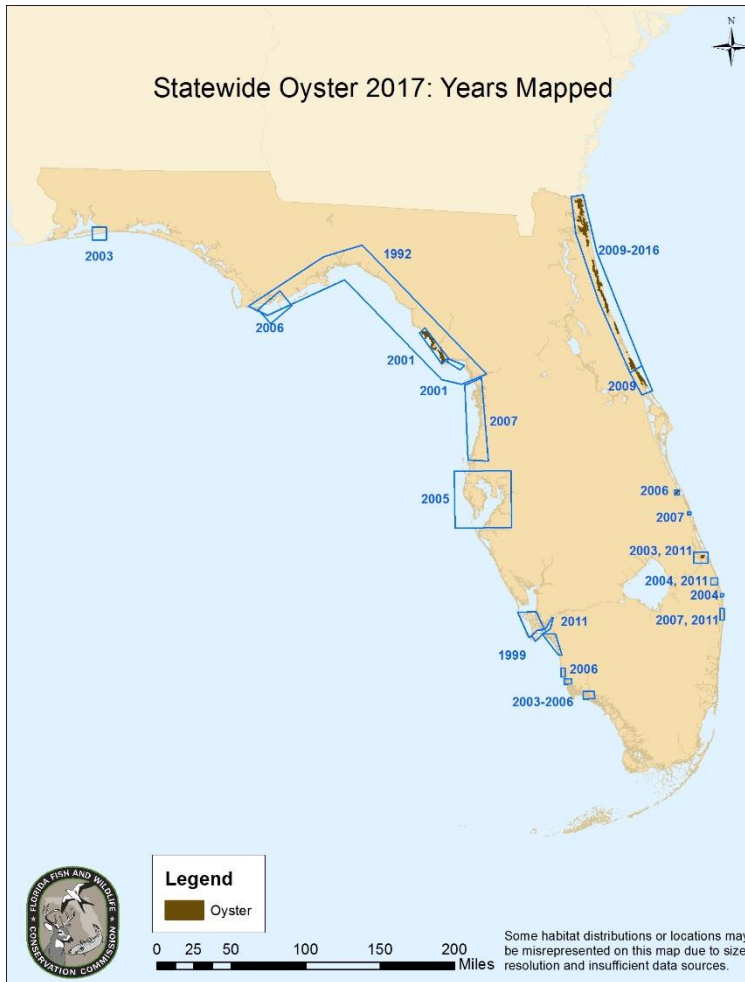 N
Statewide Oyster 2017: Years Mapped
2003
1992
2009-2016
2006
2001
2001
2009
2007
2005
2006
2007
2003, 2011
2004, 2011
2004
2007, 2011
2011
1999
2006
2003-2006
FLORIDA FISH AND WILDLIFE
CONSERVATION COMMISSION
Legend
Oyster
0 25 50 100 150 200
Miles
Some habitat distributions or locations may
be misrepresented on this map due to size,
resolution and insufficient data sources.